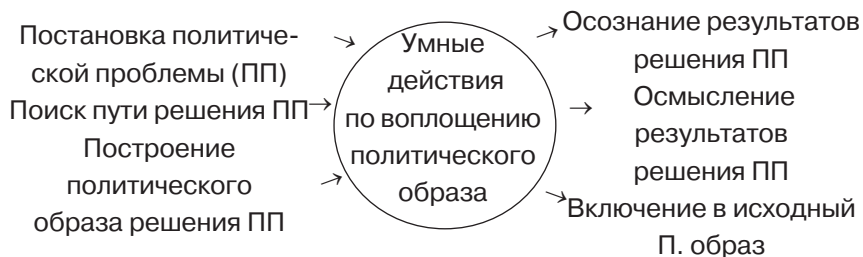 Постановка политиче-
ской проблемы (ПП)
Поиск пути решения ПП
Построение
политического
образа решения ПП
Умные
действия
по воплощению
политического
образа
Осознание результатов
решения ПП
Осмысление
результатов
решения ПП
Включение в исходный
П. образ